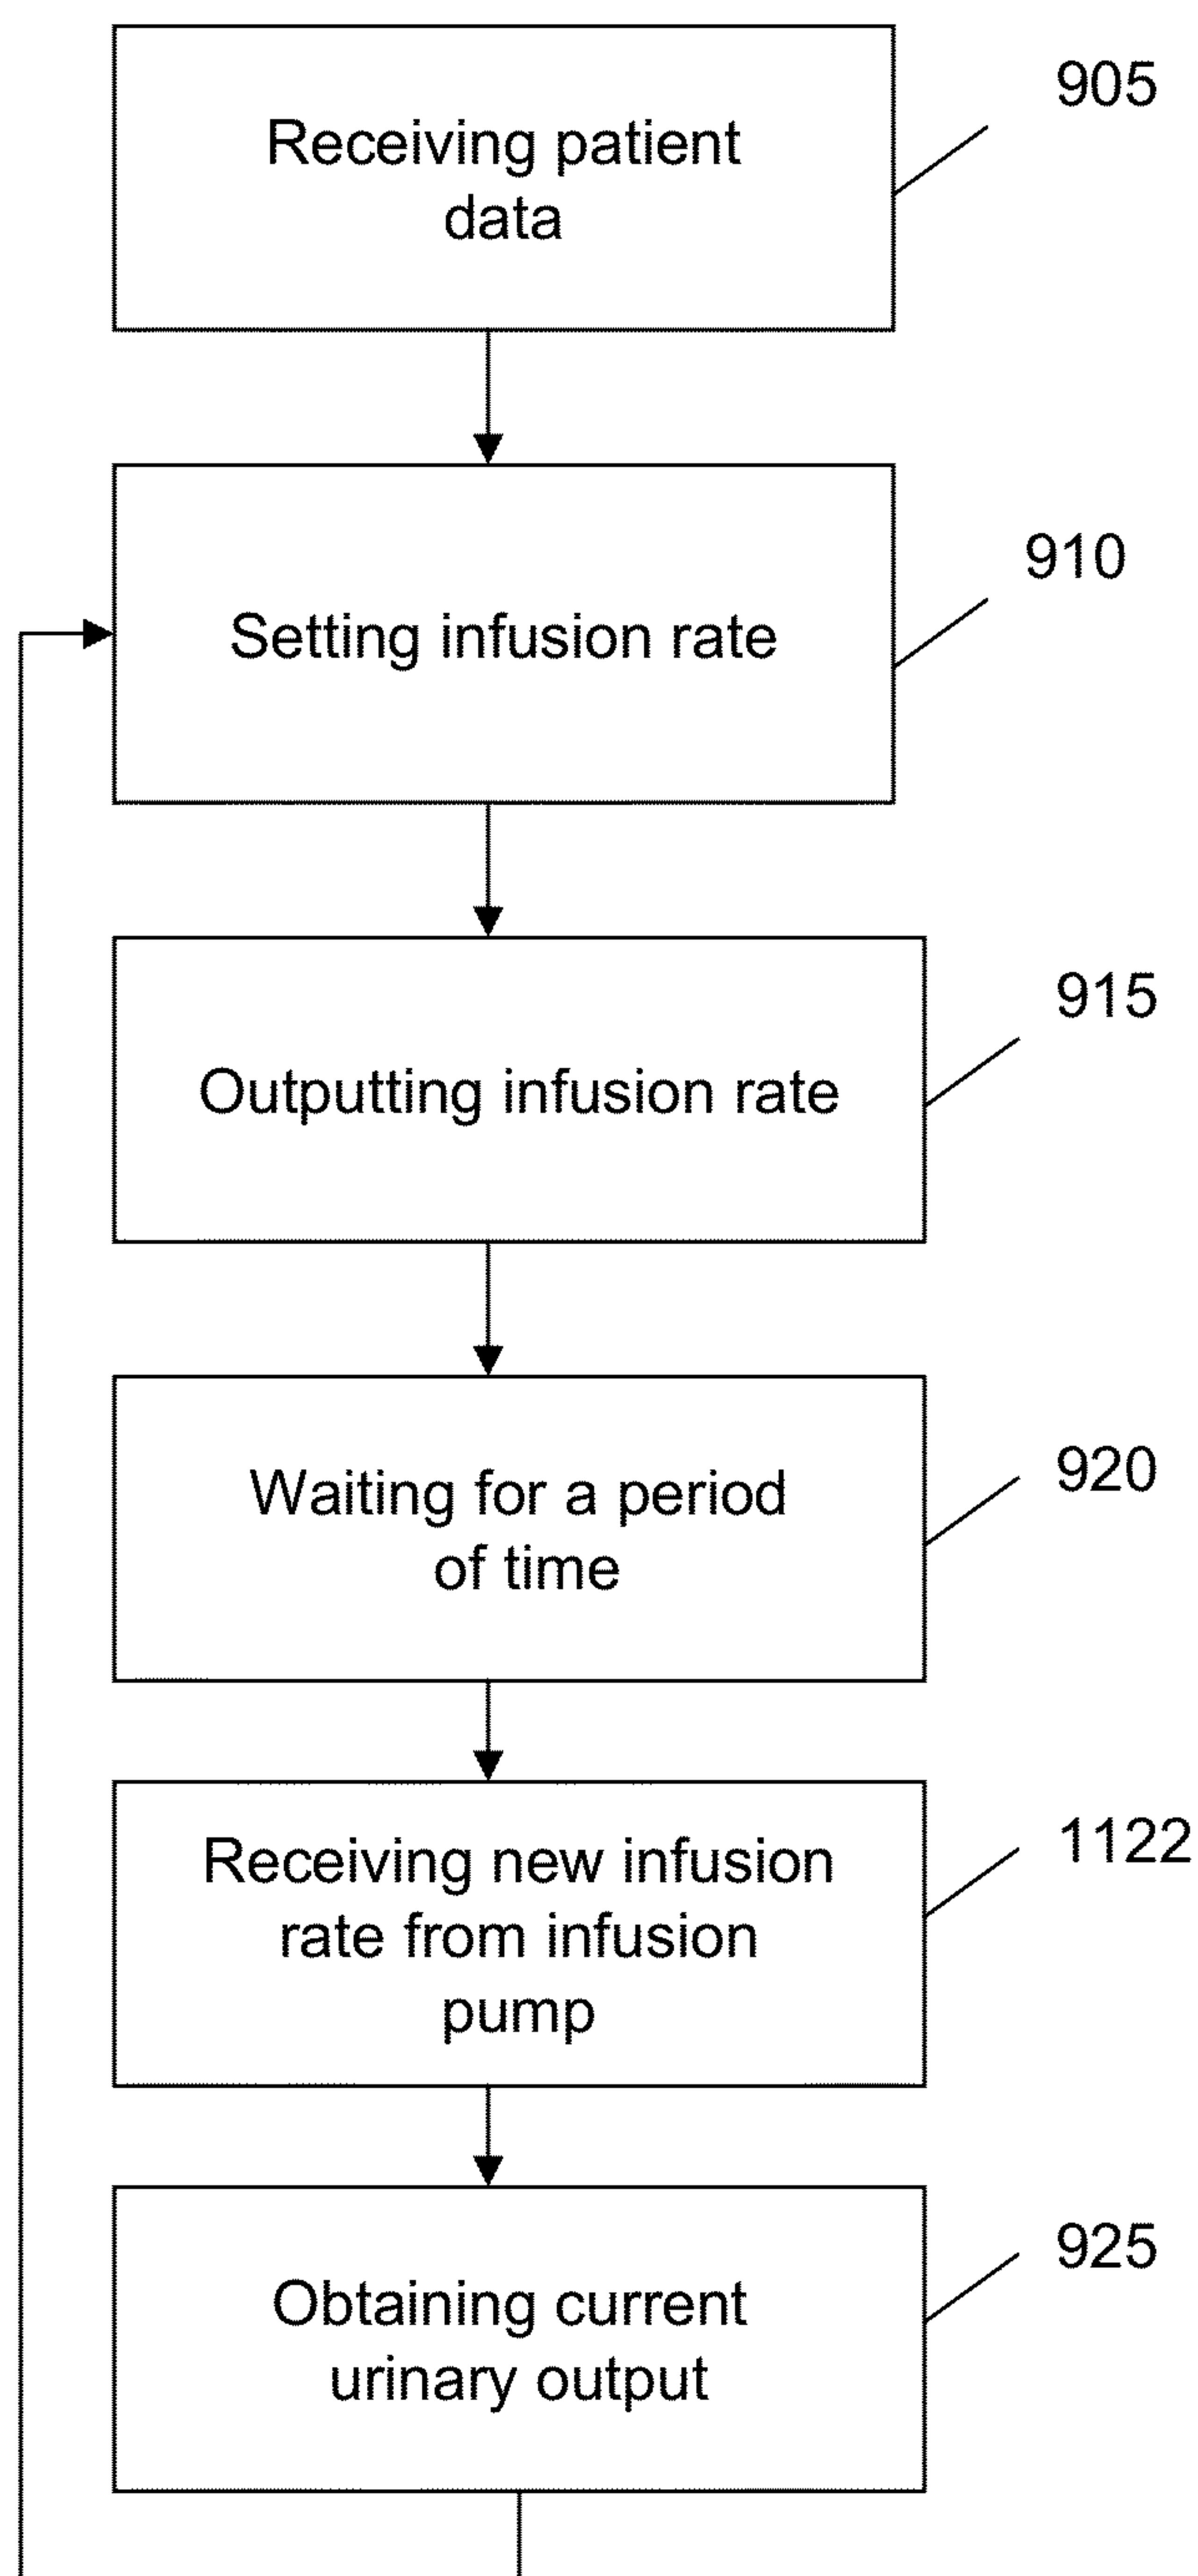 Receiving patient
data
905
Setting infusion rate
910
Outputting infusion rate
915
Waiting for a period
of time
920
Receiving new infusion
rate from infusion
pump
1122
Obtaining current
urinary output
925